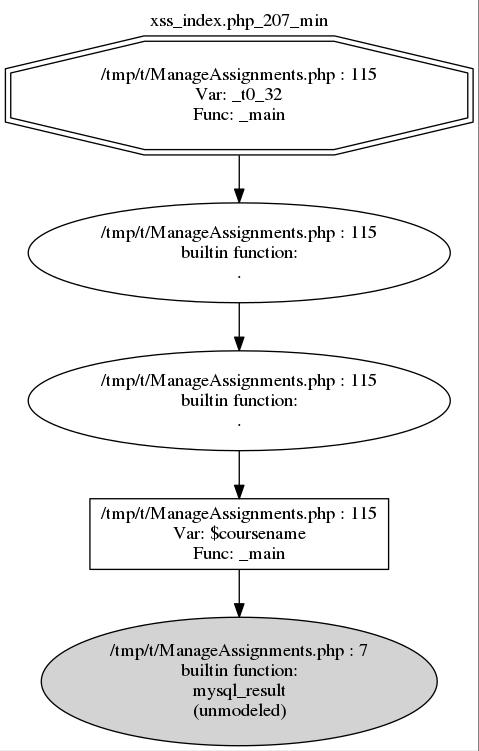 xss_index.php_207_min
/tmp/t/ManageAssignments.php : 115
Var: _t0_32
Func: _main
/tmp/t/ManageAssignments.php : 115
builtin function:
.
/tmp/t/ManageAssignments.php : 115
builtin function:
.
/tmp/t/ManageAssignments.php : 115
Var: $coursename
Func: _main
/tmp/t/ManageAssignments.php : 7
builtin function:
mysql_result
(unmodeled)